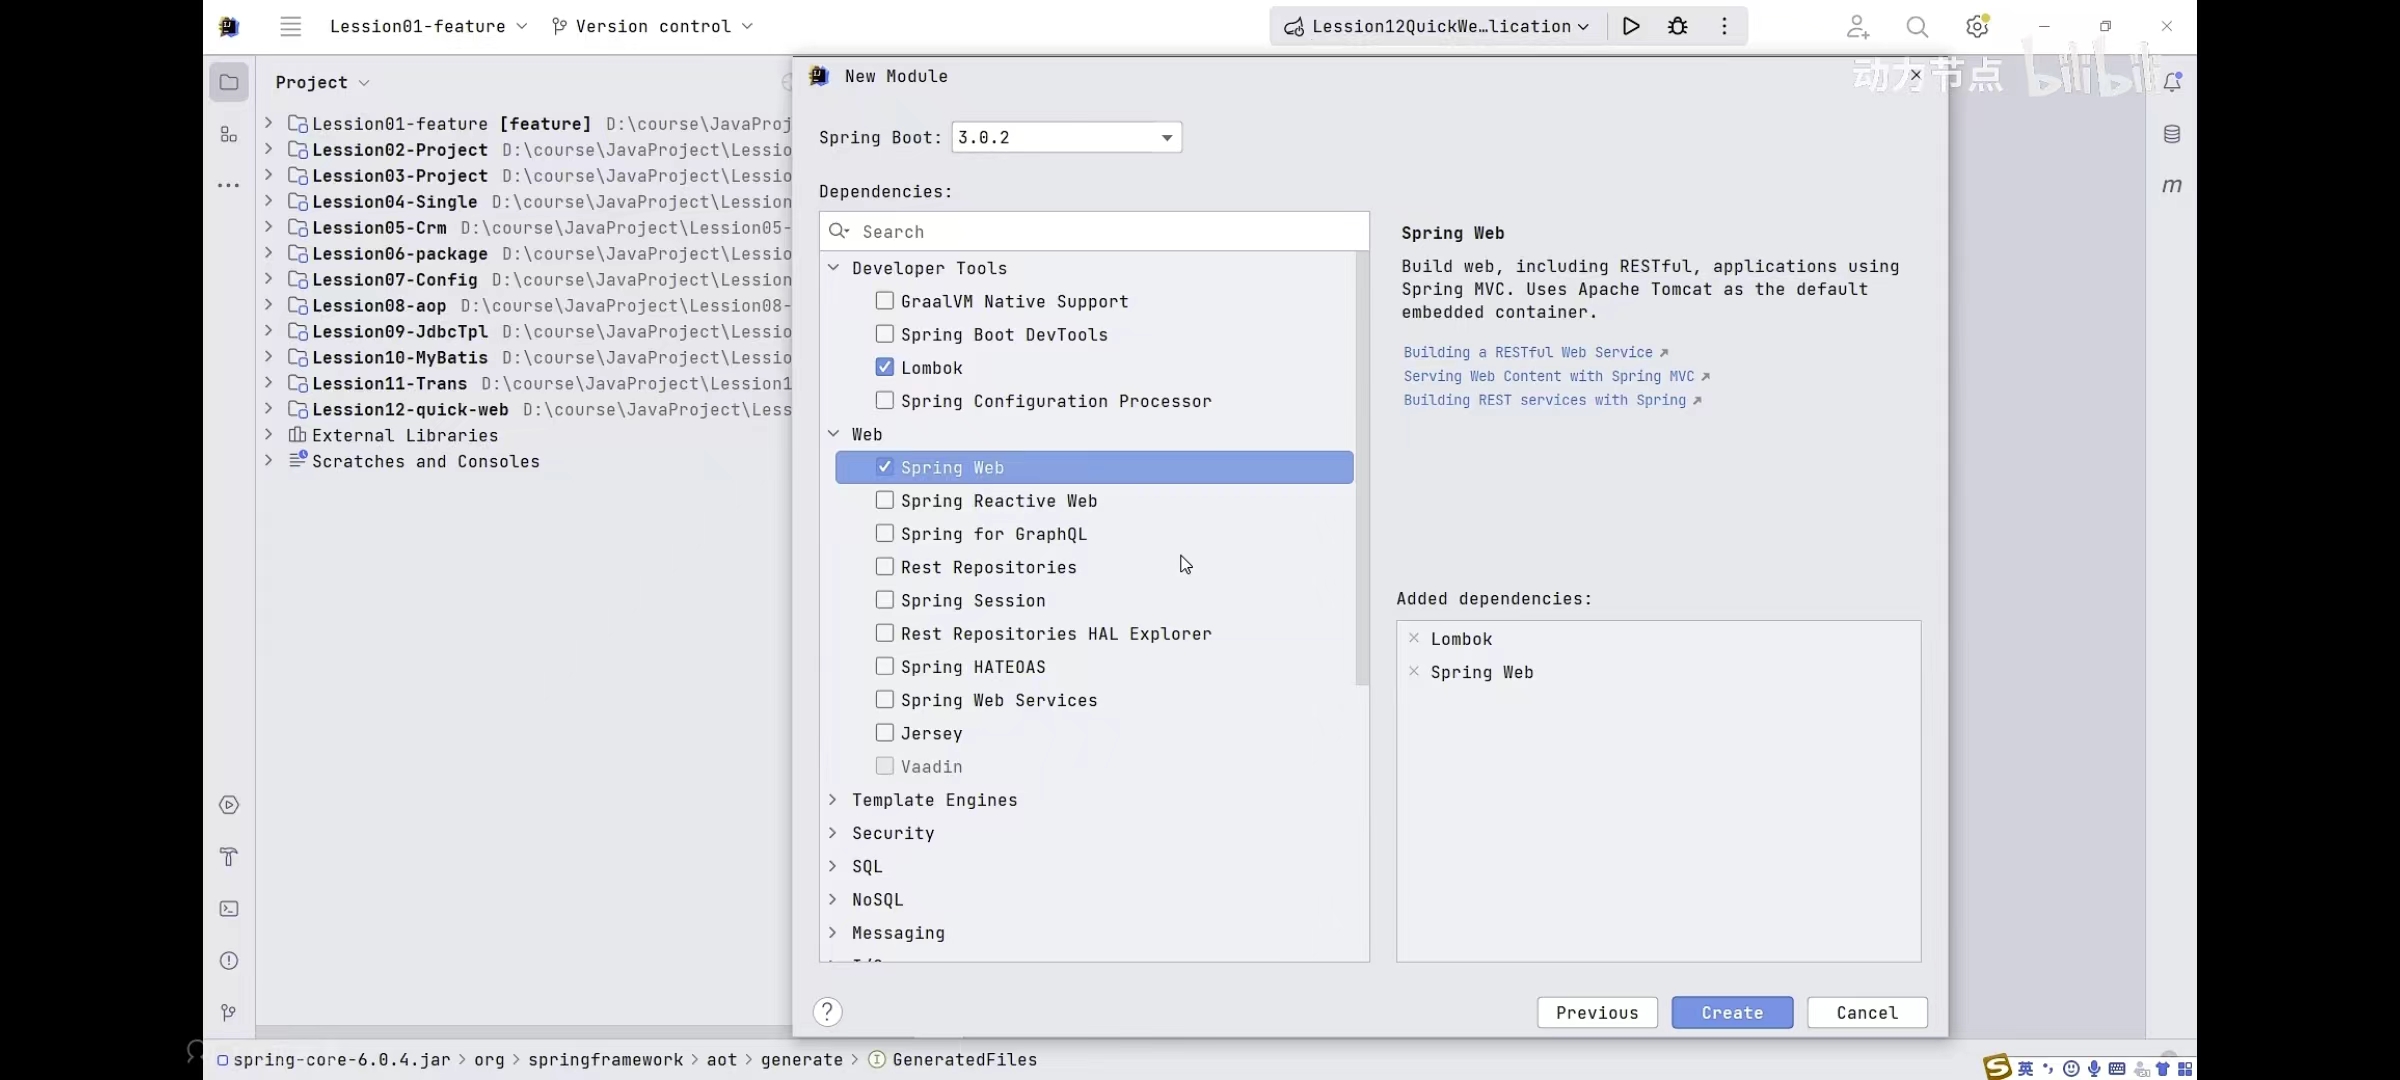 Lession01-feature
Version control
Lession12QuickWe…lication
Project
Lession01-feature [feature] D:\course\JavaProj
Lession02-Project D:\course\JavaProject\Lessio
Lession03-Project D:\course\JavaProject\Lessio
Lession04-Single D:\course\JavaProject\Lession
Lession05-Crm D:\course\JavaProject\Lession05-
Lession06-package D:\course\JavaProject\Lessio
Lession07-Config D:\course\JavaProject\Lession
Lession08-aop D:\course\JavaProject\Lession08-
Lession09-JdbcTpl D:\course\JavaProject\Lessio
Lession10-MyBatis D:\course\JavaProject\Lessio
Lession11-Trans D:\course\JavaProject\Lession1
Lession12-quick-web D:\course\JavaProject\Less
External Libraries
Scratches and Consoles
New Module
动力节点 bilibili
Spring Boot: 3.0.2
Dependencies:
Search
Developer Tools
GraalVM Native Support
Spring Boot DevTools
Lombok
Spring Configuration Processor
Web
Spring Web
Spring Reactive Web
Spring for GraphQL
Rest Repositories
Spring Session
Rest Repositories HAL Explorer
Spring HATEOAS
Spring Web Services
Jersey
Vaadin
Template Engines
Security
SQL
NoSQL
Messaging
Spring Web
Build web, including RESTful, applications using
Spring MVC. Uses Apache Tomcat as the default
embedded container.
Building a RESTful Web Service
Serving Web Content with Spring MVC
Building REST services with Spring
Added dependencies:
Lombok
Spring Web
m
?
Previous
Create
Cancel
spring-core-6.0.4.jar > org > springframework > aot > generate > GeneratedFiles
英